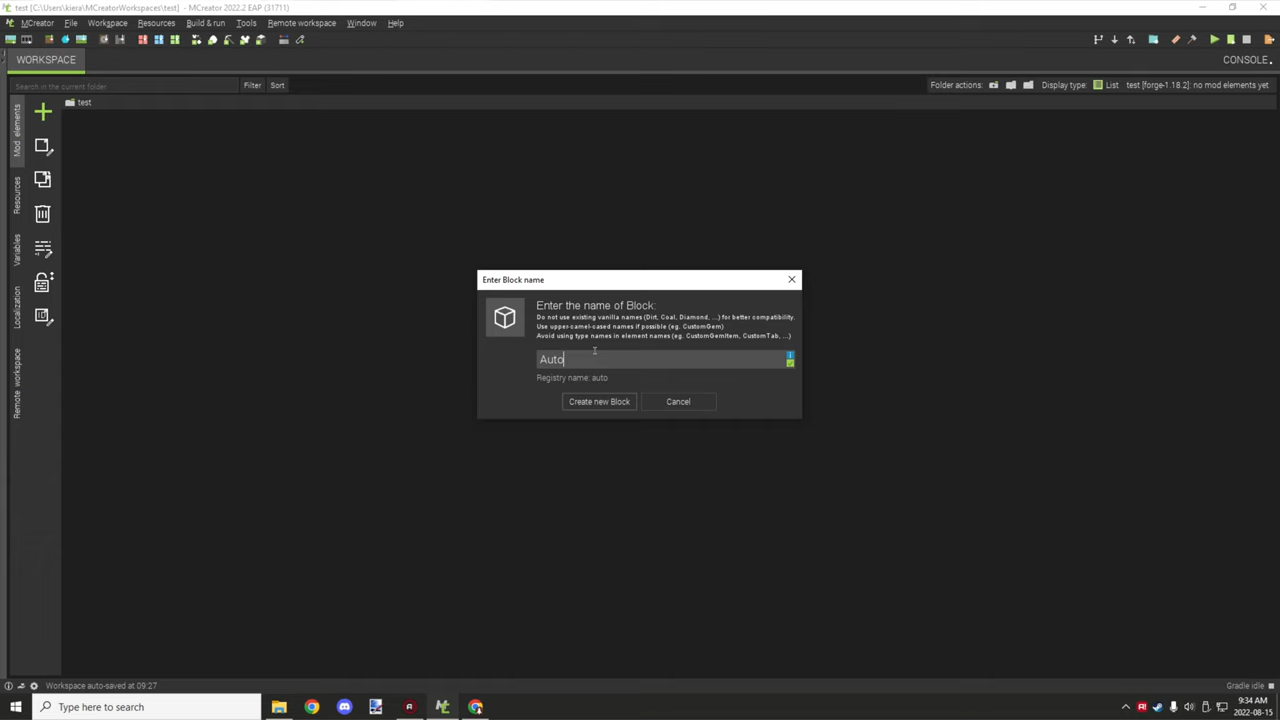 test [C:\Users\kiera\MCreatorWorkspaces\test] - MCreator 2022.2 EAP (31711)
MCreator File Workspace Resources Build & run Tools Remote workspace Window Help
WORKSPACE
CONSOLE
Search in the current folder
Filter
Sort
Folder actions:
Display type:
List
test [forge-1.18.2]: no mod elements yet
Mod elements
Resources
Variables
Localization
Remote workspace
test
Enter Block name
Enter the name of Block:
Do not use existing vanilla names (Dirt, Coal, Diamond, ...) for better compatibility.
Use upper-camel-cased names if possible (eg. CustomGem)
Avoid using type names in element names (eg. CustomGemItem, CustomTab, ...)
Auto
Registry name: auto
Create new Block
Cancel
Workspace auto-saved at 09:27
Gradle idle
Type here to search
9:34 AM
2022-08-15